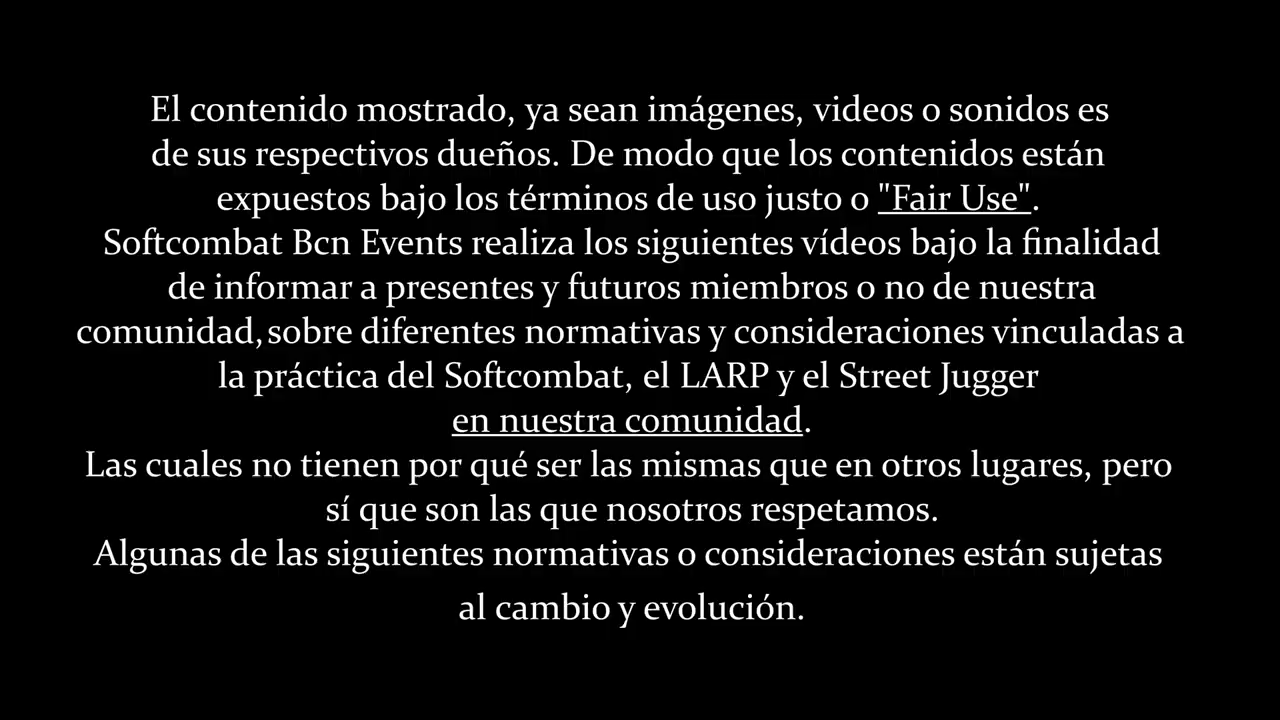 El contenido mostrado, ya sean imágenes, videos o sonidos es
de sus respectivos dueños. De modo que los contenidos están
expuestos bajo los términos de uso justo o "Fair Use".
Softcombat Bcn Events realiza los siguientes vídeos bajo la finalidad
de informar a presentes y futuros miembros o no de nuestra
comunidad, sobre diferentes normativas y consideraciones vinculadas a
la práctica del Softcombat, el LARP y el Street Jugger
en nuestra comunidad.
Las cuales no tienen por qué ser las mismas que en otros lugares, pero
sí que son las que nosotros respetamos.
Algunas de las siguientes normativas o consideraciones están sujetas
al cambio y evolución.